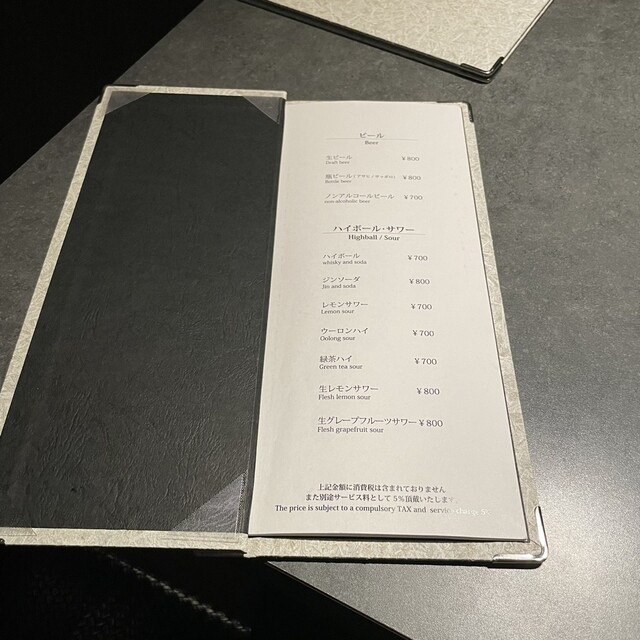 ビール
Beer
生ビール ¥800
Draft beer
瓶ビール(アサヒ/サッポロ) ¥800
Bottle beer
ノンアルコールビール ¥700
non-alcoholic beer
ハイボール・サワー
Highball / Sour
ハイボール ¥700
whisky and soda
ジンソーダ ¥800
Jin and soda
レモンサワー ¥700
Lemon sour
ウーロンハイ ¥700
Oolong sour
緑茶ハイ ¥700
Green tea sour
生レモンサワー ¥800
Flesh lemon sour
生グレープフルーツサワー ¥800
Flesh grapefruit sour
上記金額に消費税は含まれておりません
また別途サービス料として5%頂戴いたします
The price is subject to a compulsory TAX and service charge